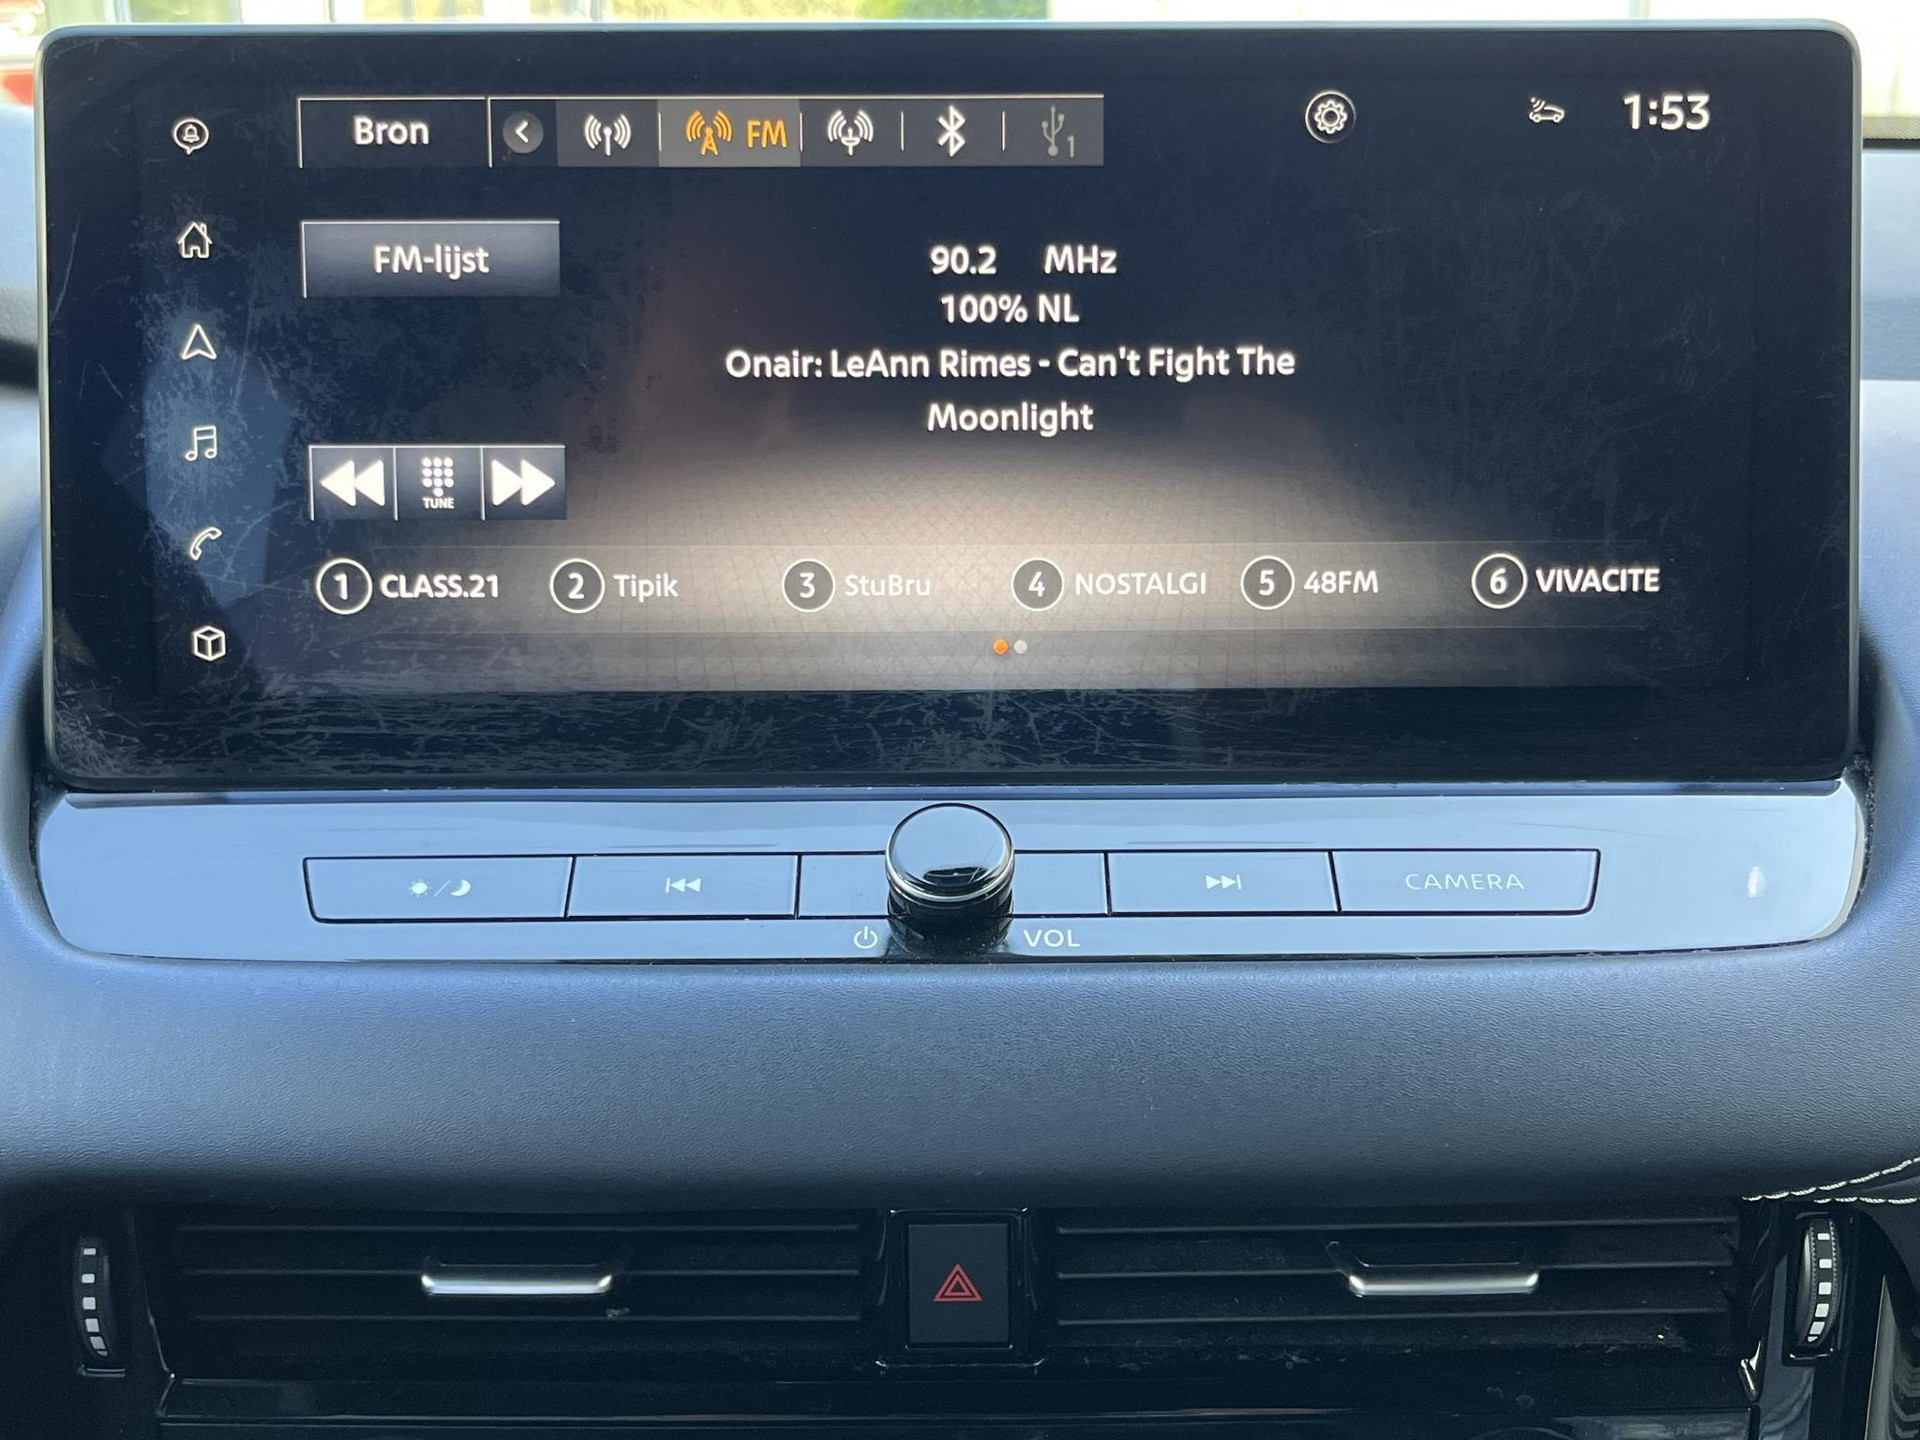 Bron FM 1 1:53
FM-lijst
90.2 MHz
100% NL
Onair: LeAnn Rimes - Can't Fight The
Moonlight
TUNE
1 CLASS.21 2 Tipik 3 StuBru 4 NOSTALGI 5 48FM 6 VIVACITE
CAMERA
VOL